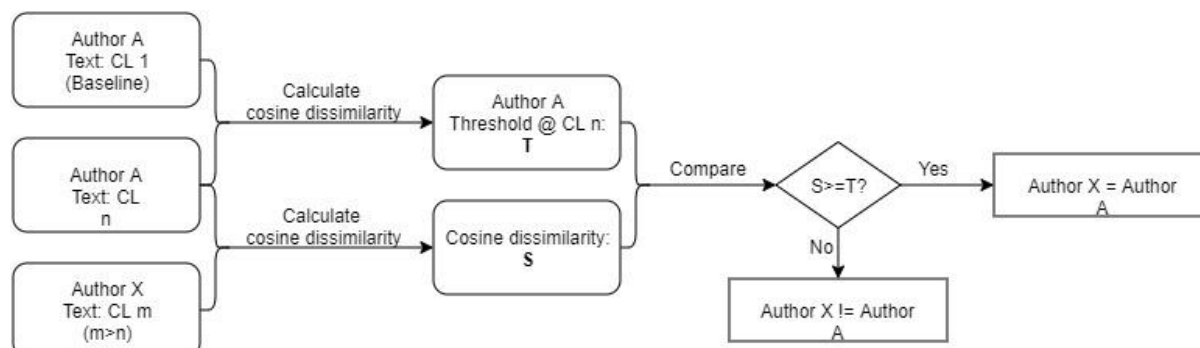 Author A
Text: CL 1
(Baseline)
Calculate
cosine dissimilarity
Author A
Threshold @ CL n:
T
Author A
Text: CL
n
Compare
S>=T?
Yes
Author X = Author
A
Calculate
cosine dissimilarity
Cosine dissimilarity:
S
No
Author X
Text: CL m
(m>n)
Author X != Author
A